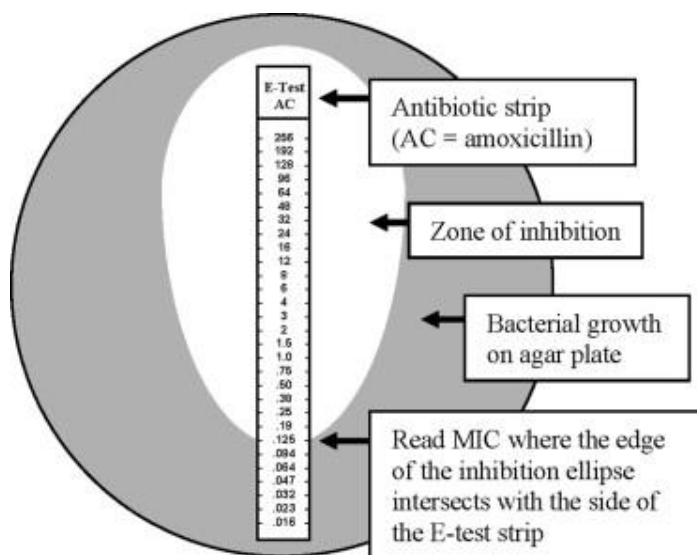 E-Test
AC
256
192
128
96
64
48
32
24
16
12
8
6
4
3
2
1.5
1.0
.75
.50
.38
.25
.19
.125
.094
.064
.047
.032
.023
.016
Antibiotic strip
(AC = amoxicillin)
Zone of inhibition
Bacterial growth
on agar plate
Read MIC where the edge
of the inhibition ellipse
intersects with the side of
the E-test strip